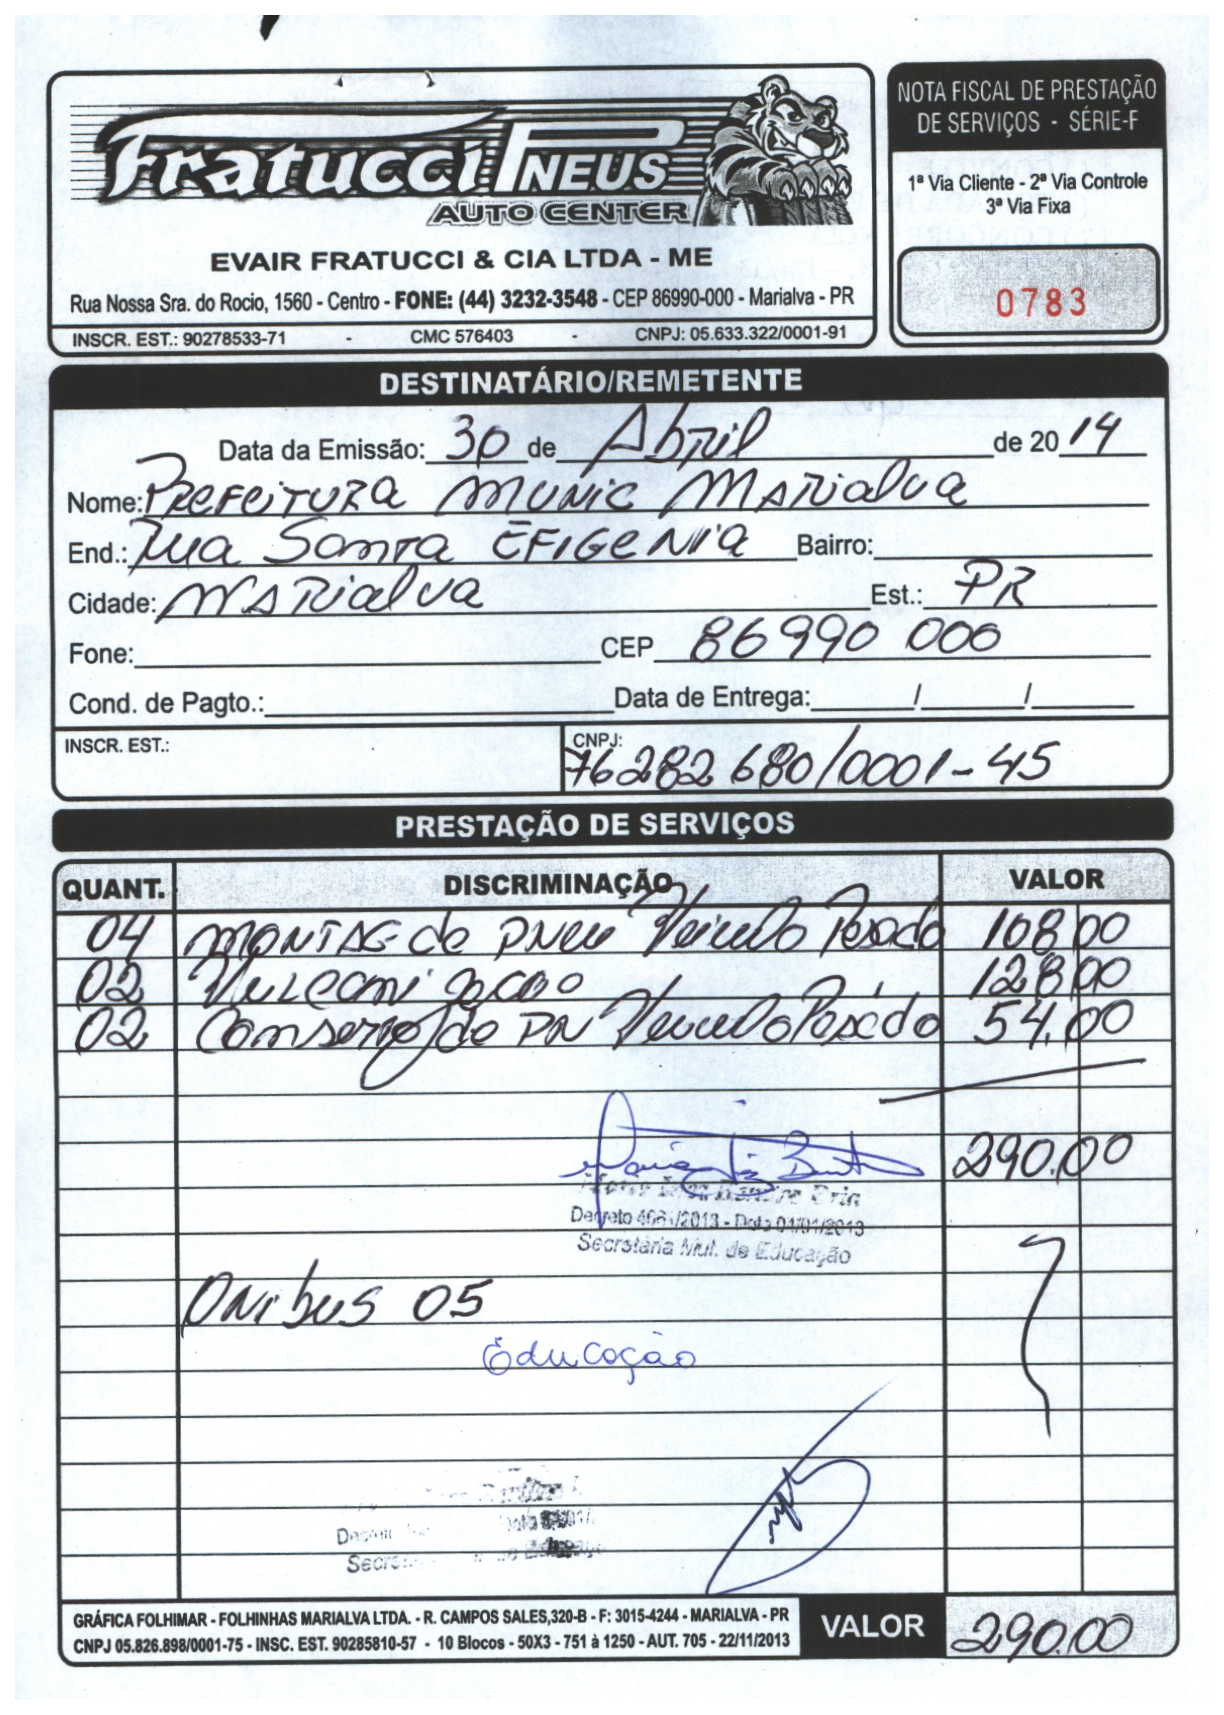 Fratucci PNEUS
AUTO CENTER
EVAIR FRATUCCI & CIA LTDA - ME
Rua Nossa Sra. do Rocio, 1560 - Centro - FONE: (44) 3232-3548 - CEP 86990-000 - Marialva - PR
INSCR. EST.: 90278533-71 - CMC 576403 - CNPJ: 05.633.322/0001-91
NOTA FISCAL DE PRESTAÇÃO
DE SERVIÇOS - SÉRIE-F
1ª Via Cliente - 2ª Via Controle
3ª Via Fixa
0783
DESTINATÁRIO/REMETENTE
Data da Emissão: 30 de Abril de 2014
Nome: Prefeitura Munic Marialva
End.: Rua Santa Efigenia Bairro:
Cidade: Marialva Est.: PR
Fone: CEP 86990 000
Cond. de Pagto.: Data de Entrega: / /
INSCR. EST.: CNPJ:
76282680/0001-45
PRESTAÇÃO DE SERVIÇOS
QUANT. DISCRIMINAÇÃO VALOR
04 Montag de Pneu Veiculo Pesado 108,00
02 Vulcanizacao 128,00
02 Conserto de PN Veiculo Pesado 54,00
290.00
Decreto /2013 - Data 01/01/2013
Secretária Mul. de Educação
Onibus 05
Educação
GRÁFICA FOLHIMAR - FOLHINHAS MARIALVA LTDA. - R. CAMPOS SALES,320-B - F: 3015-4244 - MARIALVA - PR
CNPJ 05.826.898/0001-75 - INSC. EST. 90285810-57 - 10 Blocos - 50X3 - 751 à 1250 - AUT. 705 - 22/11/2013
VALOR 290.00